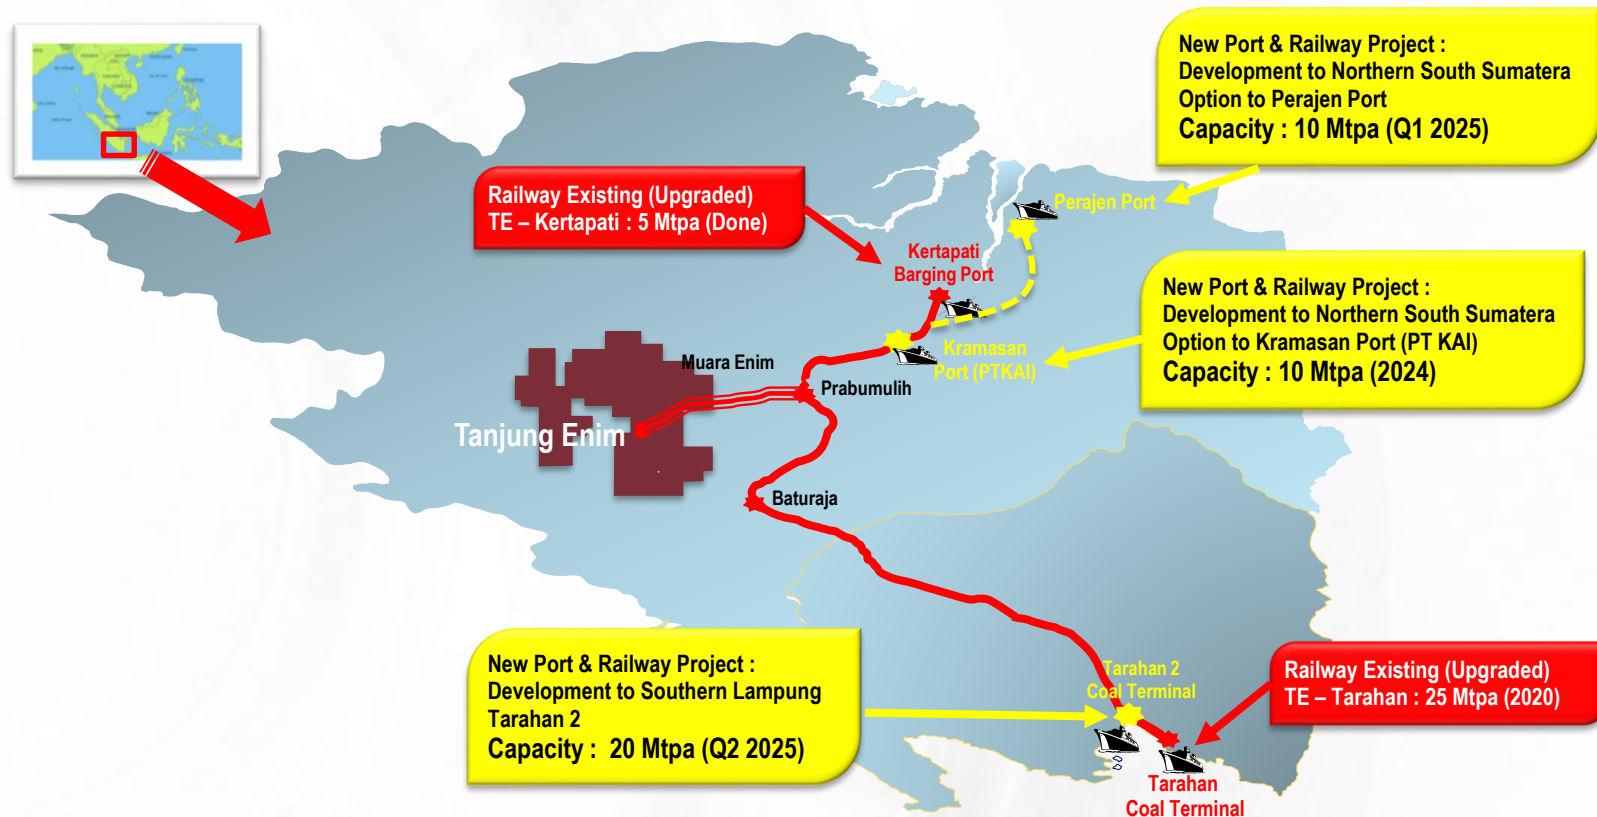 New Port & Railway Project :
Development to Northern South Sumatera
Option to Perajen Port
Capacity : 10 Mtpa (Q1 2025)
Railway Existing (Upgraded)
TE – Kertapati : 5 Mtpa (Done)
Perajen Port
Kertapati
Barging Port
New Port & Railway Project :
Development to Northern South Sumatera
Option to Kramasan Port (PT KAI)
Capacity : 10 Mtpa (2024)
Kramasan
Port (PTKAI)
Muara Enim
Prabumulih
Tanjung Enim
Baturaja
New Port & Railway Project :
Development to Southern Lampung
Tarahan 2
Capacity : 20 Mtpa (Q2 2025)
Tarahan 2
Coal Terminal
Railway Existing (Upgraded)
TE – Tarahan : 25 Mtpa (2020)
Tarahan
Coal Terminal